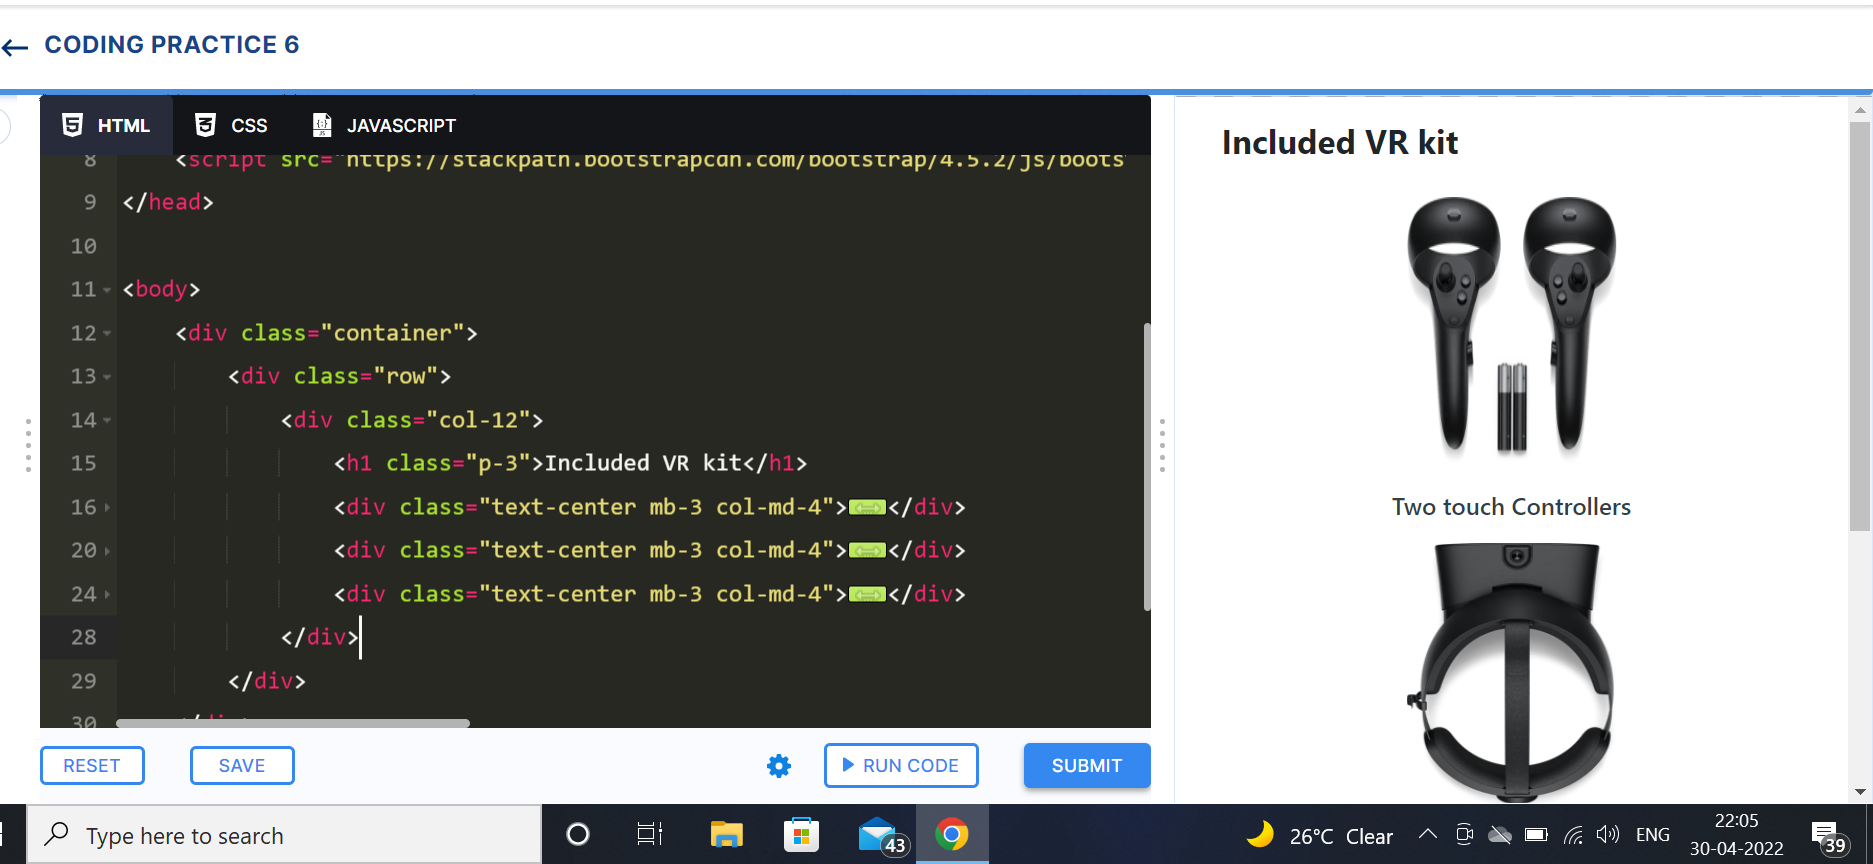 CODING PRACTICE 6
HTML CSS JAVASCRIPT
8 <script src="https://stackpath.bootstrapcdn.com/bootstrap/4.5.2/js/boots
9 </head>
10
11 <body>
12 <div class="container">
13 <div class="row">
14 <div class="col-12">
15 <h1 class="p-3">Included VR kit</h1>
16 <div class="text-center mb-3 col-md-4"></div>
20 <div class="text-center mb-3 col-md-4"></div>
24 <div class="text-center mb-3 col-md-4"></div>
28 </div>
29 </div>
30 </div>
RESET SAVE RUN CODE SUBMIT
Included VR kit
Two touch Controllers
Type here to search
43
26°C Clear
ENG
22:05
30-04-2022
39